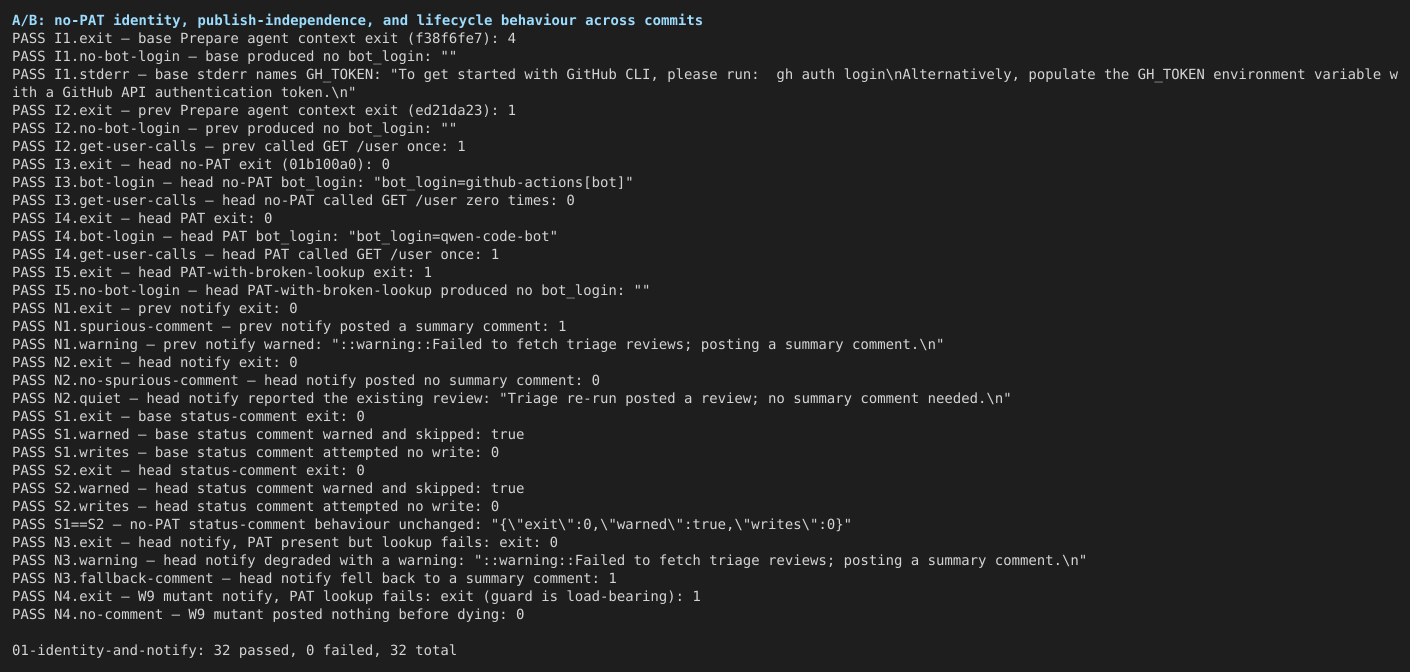 A/B: no-PAT identity, publish-independence, and lifecycle behaviour across commits
PASS I1.exit — base Prepare agent context exit (f38f6fe7): 4
PASS I1.no-bot-login — base produced no bot_login: ""
PASS I1.stderr — base stderr names GH_TOKEN: "To get started with GitHub CLI, please run:  gh auth login\nAlternatively, populate the GH_TOKEN environment variable w
ith a GitHub API authentication token.\n"
PASS I2.exit — prev Prepare agent context exit (ed21da23): 1
PASS I2.no-bot-login — prev produced no bot_login: ""
PASS I2.get-user-calls — prev called GET /user once: 1
PASS I3.exit — head no-PAT exit (01b100a0): 0
PASS I3.bot-login — head no-PAT bot_login: "bot_login=github-actions[bot]"
PASS I3.get-user-calls — head no-PAT called GET /user zero times: 0
PASS I4.exit — head PAT exit: 0
PASS I4.bot-login — head PAT bot_login: "bot_login=qwen-code-bot"
PASS I4.get-user-calls — head PAT called GET /user once: 1
PASS I5.exit — head PAT-with-broken-lookup exit: 1
PASS I5.no-bot-login — head PAT-with-broken-lookup produced no bot_login: ""
PASS N1.exit — prev notify exit: 0
PASS N1.spurious-comment — prev notify posted a summary comment: 1
PASS N1.warning — prev notify warned: "::warning::Failed to fetch triage reviews; posting a summary comment.\n"
PASS N2.exit — head notify exit: 0
PASS N2.no-spurious-comment — head notify posted no summary comment: 0
PASS N2.quiet — head notify reported the existing review: "Triage re-run posted a review; no summary comment needed.\n"
PASS S1.exit — base status-comment exit: 0
PASS S1.warned — base status comment warned and skipped: true
PASS S1.writes — base status comment attempted no write: 0
PASS S2.exit — head status-comment exit: 0
PASS S2.warned — head status comment warned and skipped: true
PASS S2.writes — head status comment attempted no write: 0
PASS S1==S2 — no-PAT status-comment behaviour unchanged: "{\"exit\":0,\"warned\":true,\"writes\":0}"
PASS N3.exit — head notify, PAT present but lookup fails: exit: 0
PASS N3.warning — head notify degraded with a warning: "::warning::Failed to fetch triage reviews; posting a summary comment.\n"
PASS N3.fallback-comment — head notify fell back to a summary comment: 1
PASS N4.exit — W9 mutant notify, PAT lookup fails: exit (guard is load-bearing): 1
PASS N4.no-comment — W9 mutant posted nothing before dying: 0
01-identity-and-notify: 32 passed, 0 failed, 32 total